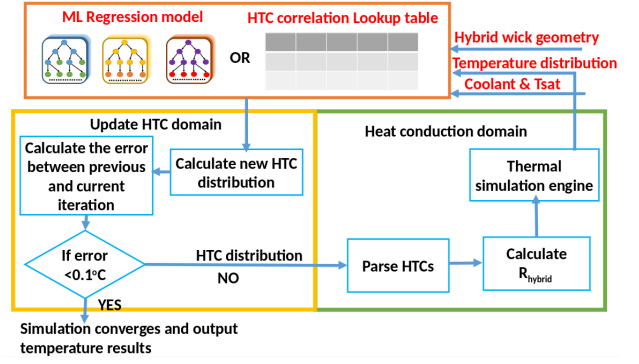 ML Regression model
HTC correlation Lookup table
OR
Hybrid wick geometry
Temperature distribution
Coolant & Tsat
Update HTC domain
Heat conduction domain
Calculate the error
between previous
and current
iteration
Calculate new HTC
distribution
Thermal
simulation engine
If error
<0.1°C
HTC distribution
NO
Parse HTCs
Calculate
Rhybrid
YES
Simulation converges and output
temperature results